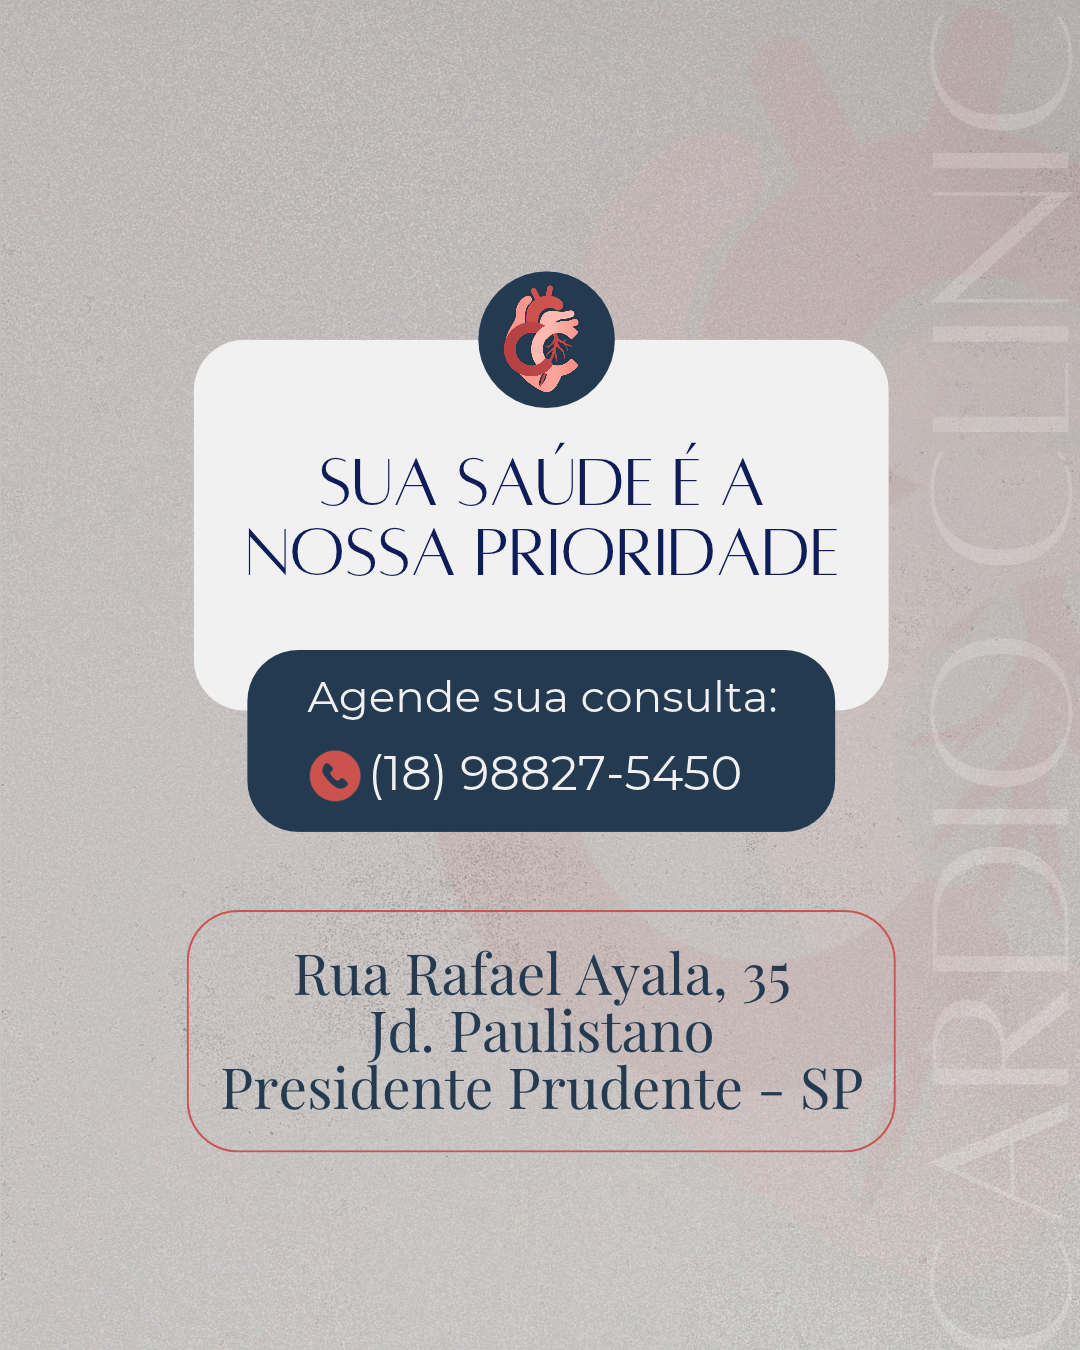 SUA SAÚDE É A
NOSSA PRIORIDADE
Agende sua consulta:
(18) 98827-5450
Rua Rafael Ayala, 35
Jd. Paulistano
Presidente Prudente - SP
CARDIO CLINIC